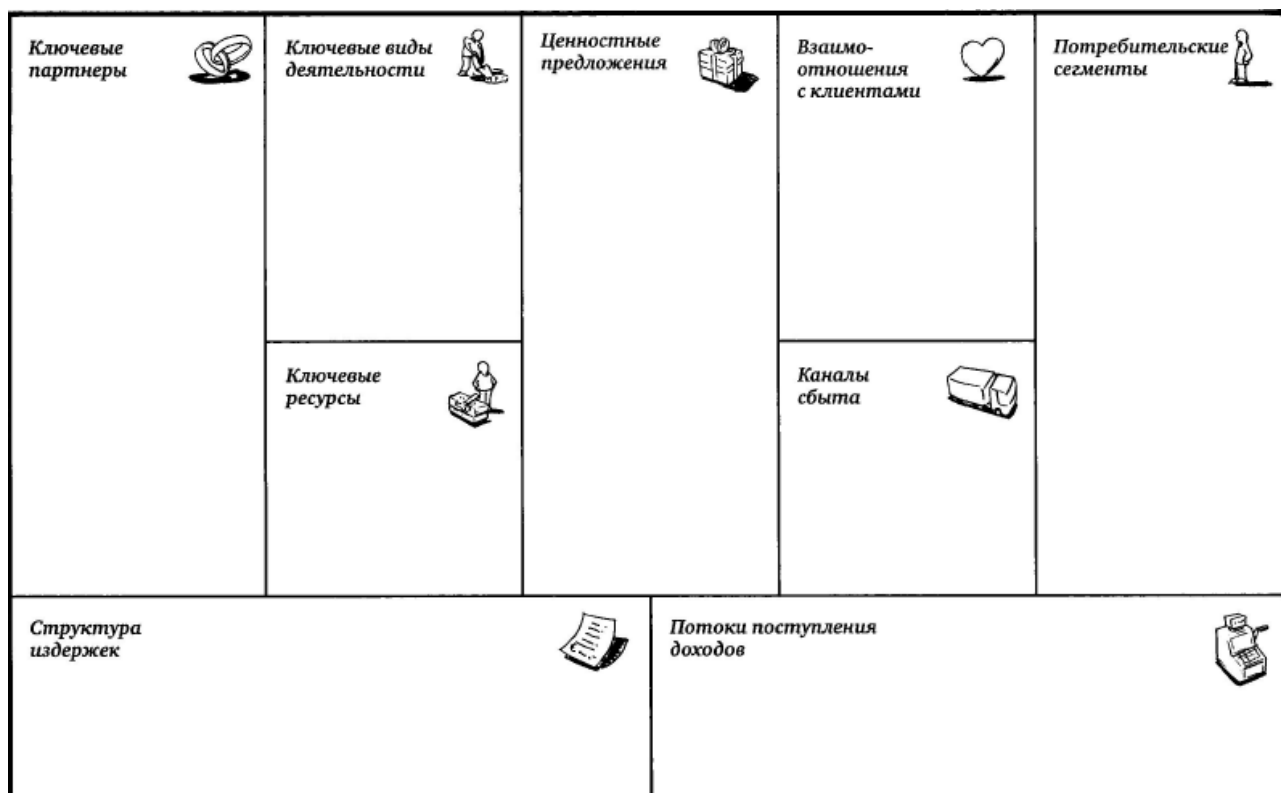 Ключевые
партнеры
Ключевые виды
деятельности
Ключевые
ресурсы
Ценностные
предложения
Взаимо-
отношения
с клиентами
Каналы
сбыта
Потребительские
сегменты
Структура
издержек
Потоки поступления
доходов